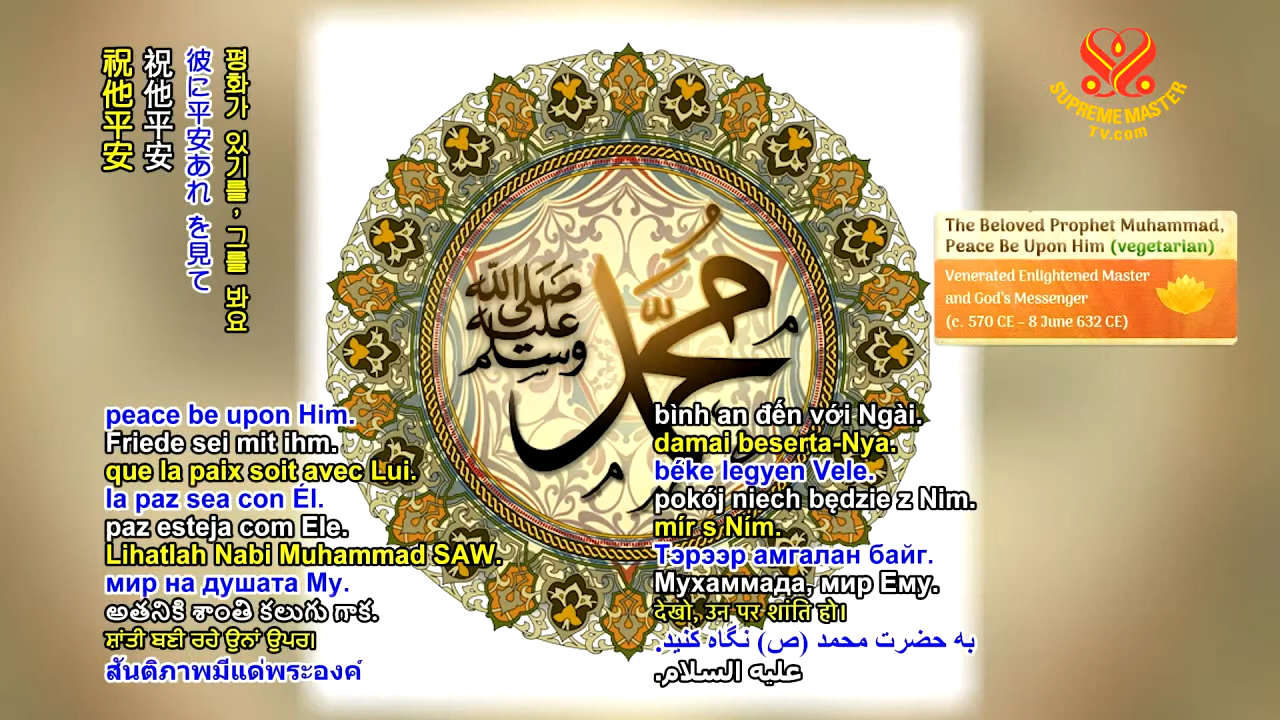 祝他平安
祝他平安
彼に平安あれ を見て
평화가 있기를, 그를 봐요
SUPREME MASTER
TV.com
The Beloved Prophet Muhammad,
Peace Be Upon Him (vegetarian)
Venerated Enlightened Master
and God's Messenger
(c. 570 CE – 8 June 632 CE)
محمد
صلى الله
عليه
وسلم
peace be upon Him.
Friede sei mit ihm.
que la paix soit avec Lui.
la paz sea con Él.
paz esteja com Ele.
Lihatlah Nabi Muhammad SAW.
мир на душата Му.
అతనికి శాంతి కలుగు గాక.
ਸ਼ਾਂਤੀ ਬਣੀ ਰਹੇ ਉਨਾਂ ਉਪਰ।
สันติภาพมีแด่พระองค์
bình an đến với Ngài.
damai beserta-Nya.
béke legyen Vele.
pokój niech będzie z Nim.
mír s Ním.
Тэрээр амгалан байг.
Мухаммада, мир Ему.
देखो, उन पर शांति हो।
به حضرت محمد (ص) نگاه کنید.
عليه السلام.